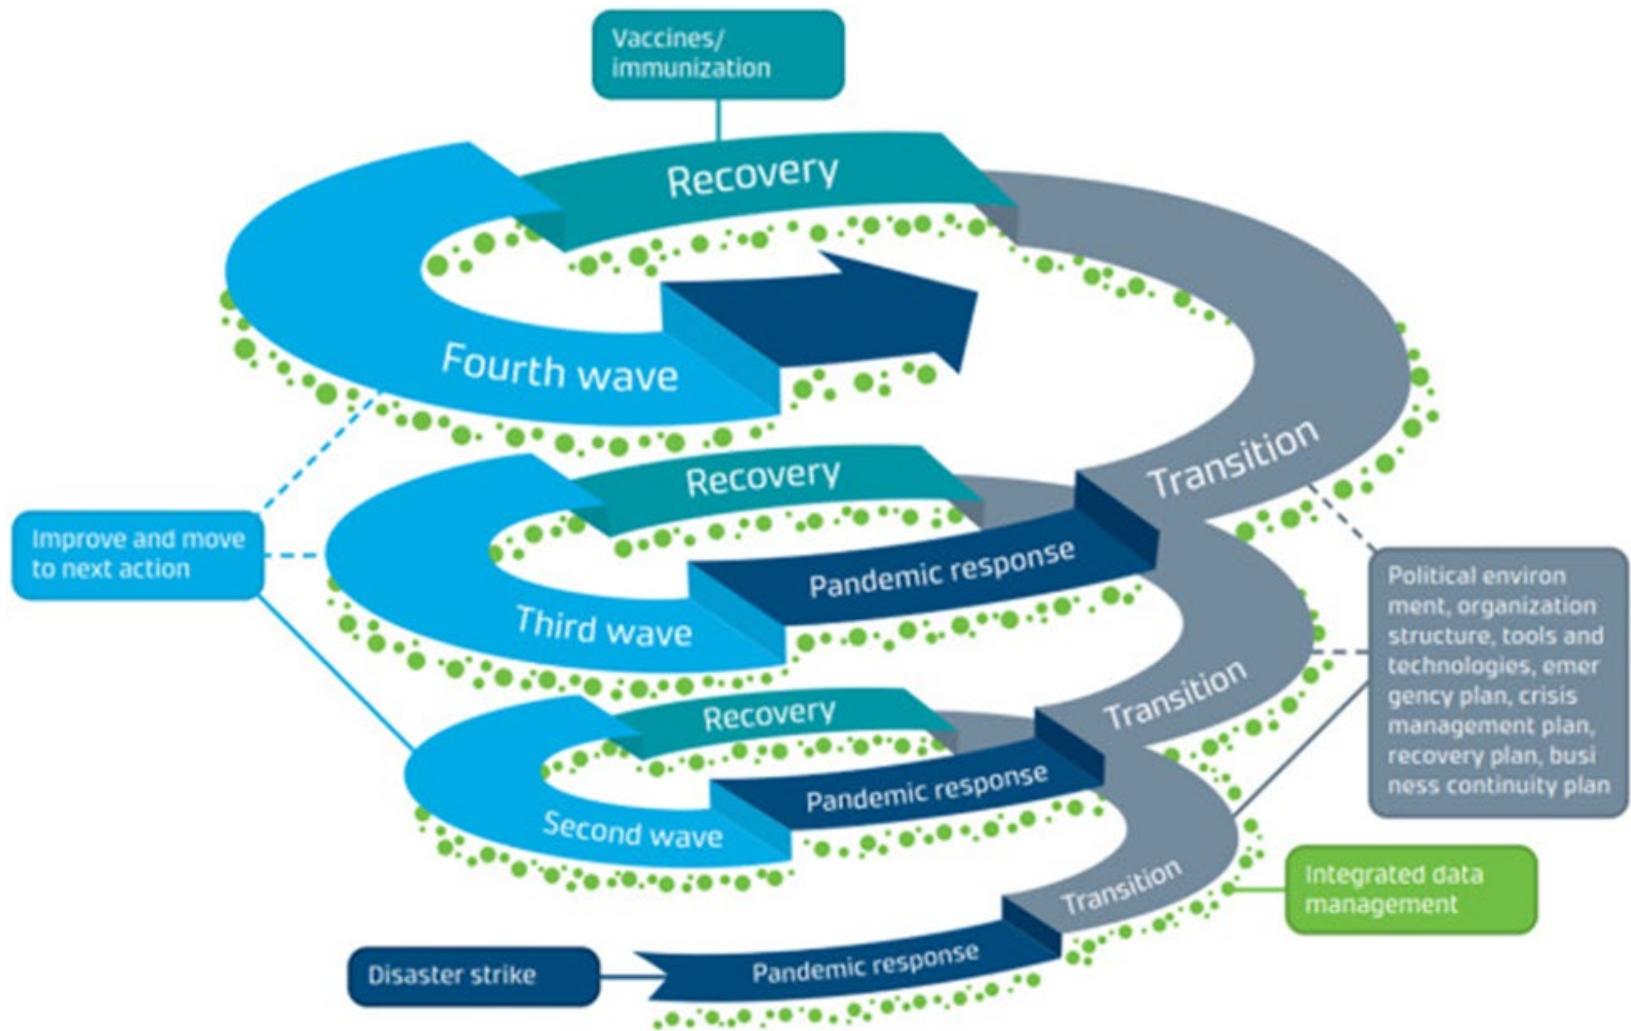 Vaccines/
immunization
Recovery
Fourth wave
Transition
Recovery
Improve and move
to next action
Pandemic response
Third wave
Political environ
ment, organization
structure, tools and
technologies, emer
gency plan, crisis
management plan,
recovery plan, busi
ness continuity plan
Transition
Recovery
Pandemic response
Second wave
Transition
Integrated data
management
Disaster strike
Pandemic response